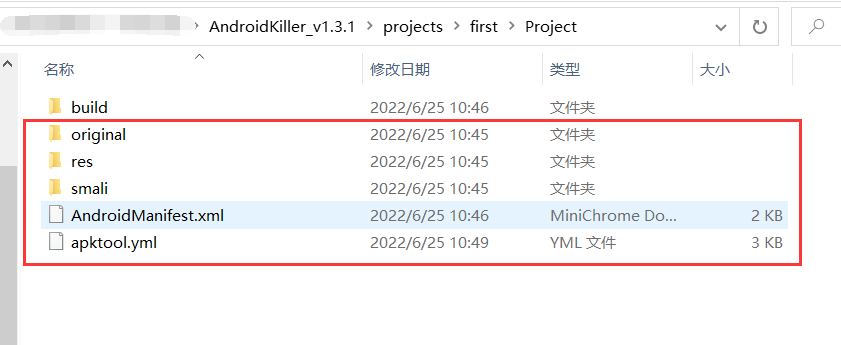 AndroidKiller_v1.3.1 > projects > first > Project
名称 修改日期 类型 大小
build 2022/6/25 10:46 文件夹
original 2022/6/25 10:45 文件夹
res 2022/6/25 10:45 文件夹
smali 2022/6/25 10:45 文件夹
AndroidManifest.xml 2022/6/25 10:46 MiniChrome Do... 2 KB
apktool.yml 2022/6/25 10:49 YML 文件 3 KB